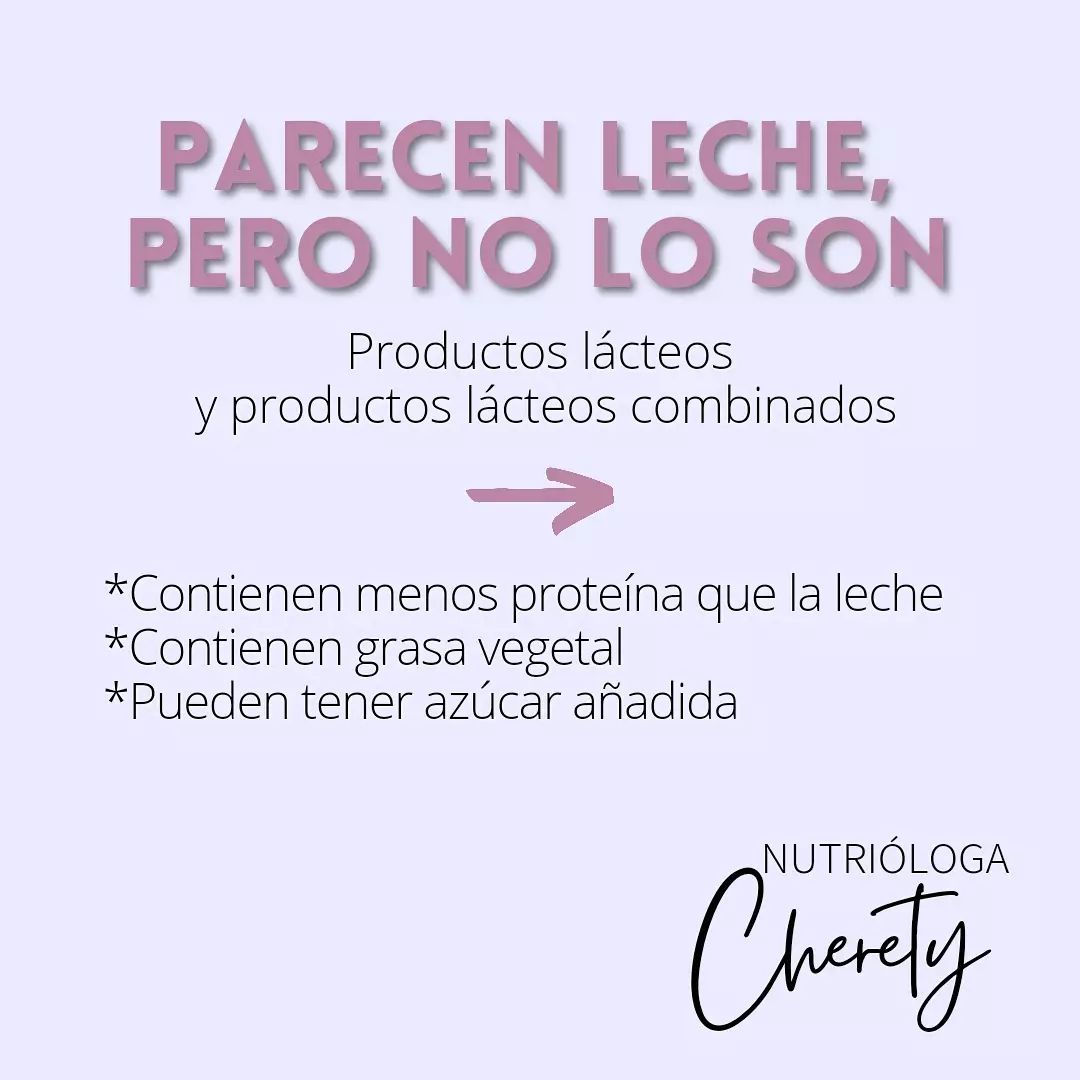 PARECEN LECHE,
PERO NO LO SON
Productos lácteos
y productos lácteos combinados
*Contienen menos proteína que la leche
*Contienen grasa vegetal
*Pueden tener azúcar añadida
NUTRIÓLOGA
Cherety